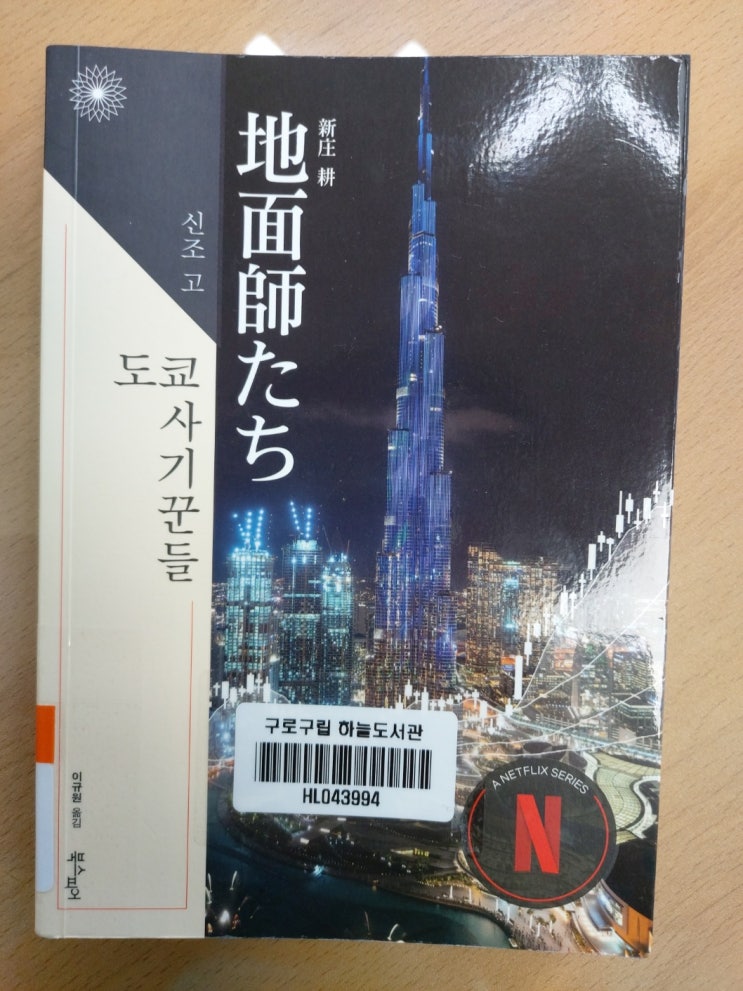 新庄 耕
地面師たち
신조 고
도쿄 사기꾼들
구로구립 하늘도서관
HL043994
A NETFLIX SERIES
N
이규원 옮김
북스피어